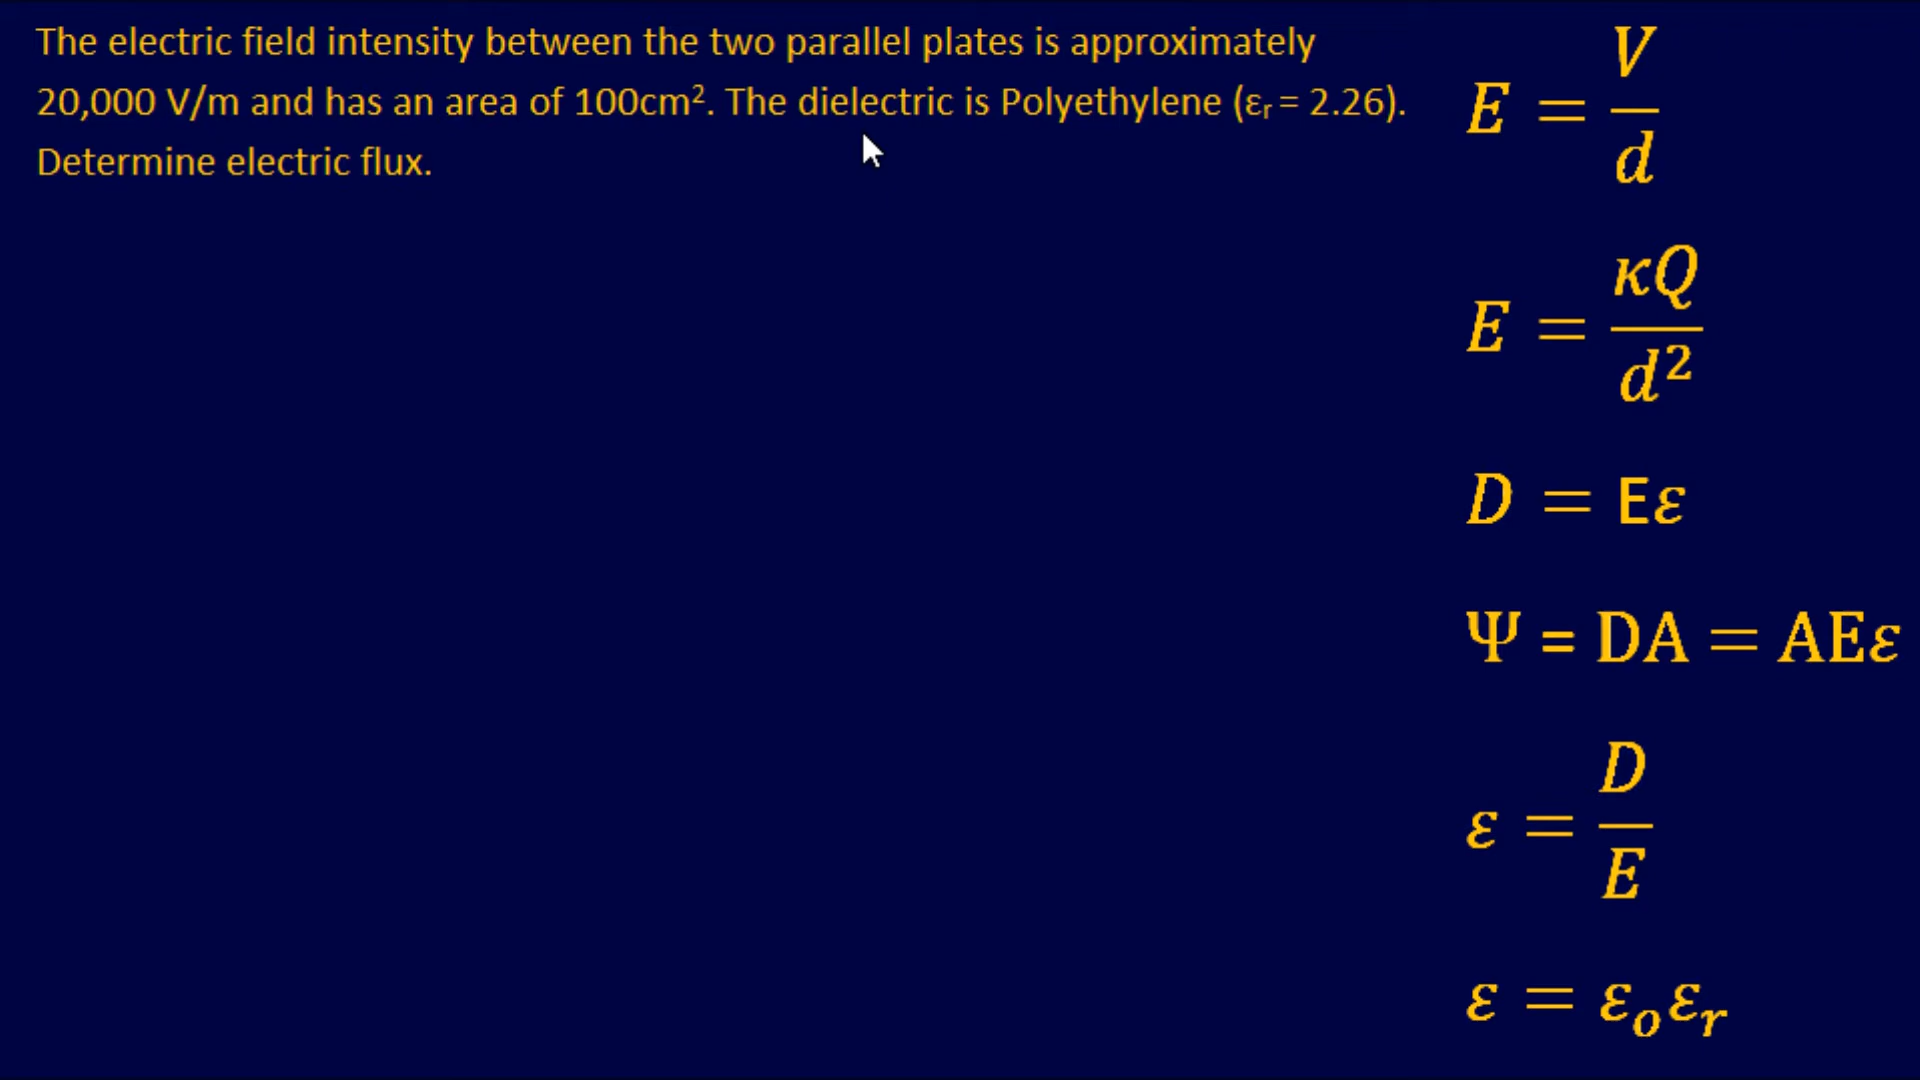 The electric field intensity between the two parallel plates is approximately
20,000 V/m and has an area of 100cm². The dielectric is Polyethylene (εᵣ = 2.26).
Determine electric flux.
E = V/d
E = κQ/d²
D = Eε
Ψ = DA = AEε
ε = D/E
ε = εₒεᵣ